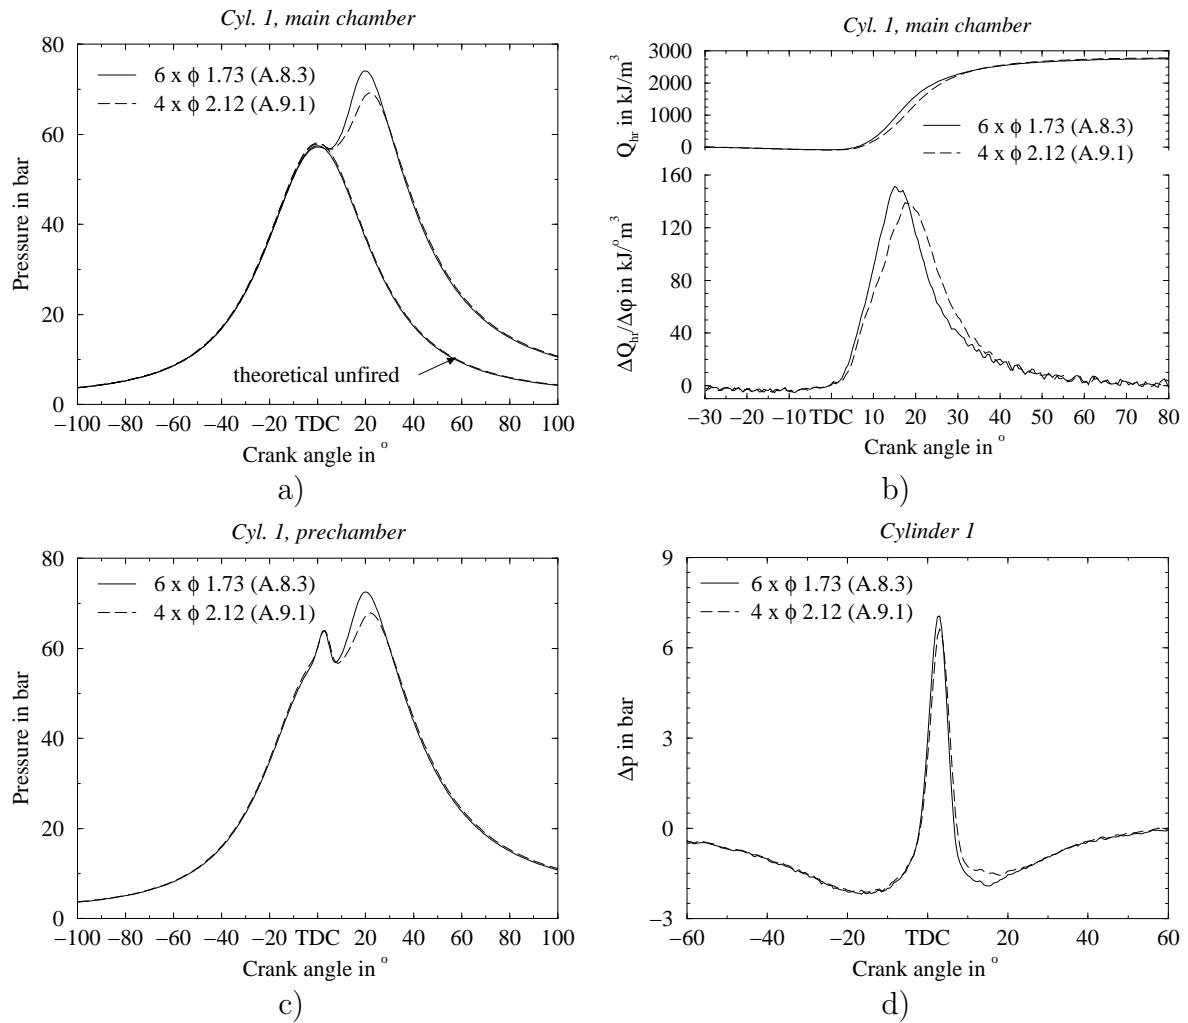 Cyl. 1, main chamber
80
60
40
20
0
Pressure in bar
6 x ϕ 1.73 (A.8.3)
4 x ϕ 2.12 (A.9.1)
theoretical unfired
−100 −80 −60 −40 −20 TDC 20 40 60 80 100
Crank angle in °
a)
Cyl. 1, main chamber
3000
2000
1000
0
Q_hr in kJ/m³
6 x ϕ 1.73 (A.8.3)
4 x ϕ 2.12 (A.9.1)
160
120
80
40
0
ΔQ_hr/Δφ in kJ/°m³
−30 −20 −10 TDC 10 20 30 40 50 60 70 80
Crank angle in °
b)
Cyl. 1, prechamber
80
60
40
20
0
Pressure in bar
6 x ϕ 1.73 (A.8.3)
4 x ϕ 2.12 (A.9.1)
−100 −80 −60 −40 −20 TDC 20 40 60 80 100
Crank angle in °
c)
Cylinder 1
9
6
3
0
−3
Δp in bar
6 x ϕ 1.73 (A.8.3)
4 x ϕ 2.12 (A.9.1)
−60 −40 −20 TDC 20 40 60
Crank angle in °
d)